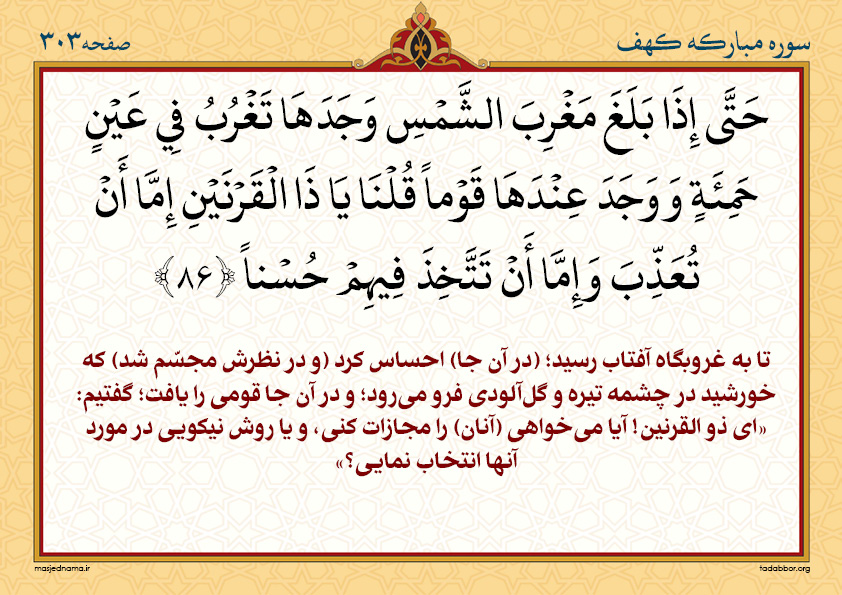 سوره مبارکه کهف
صفحه ۳۰۳
حَتَّى إِذَا بَلَغَ مَغْرِبَ الشَّمْسِ وَجَدَهَا تَغْرُبُ فِي عَيْنٍ
حَمِئَةٍ وَ وَجَدَ عِنْدَهَا قَوْماً قُلْنَا يَا ذَا الْقَرْنَيْنِ إِمَّا أَنْ
تُعَذِّبَ وَ إِمَّا أَنْ تَتَّخِذَ فِيهِمْ حُسْناً ﴿۸۶﴾
تا به غروبگاه آفتاب رسید؛ (در آن جا) احساس کرد (و در نظرش مجسّم شد) که
خورشید در چشمه تیره و گل‌آلودی فرو می‌رود؛ و در آن جا قومی را یافت؛ گفتیم:
«ای ذو القرنین! آیا می‌خواهی (آنان) را مجازات کنی، و یا روش نیکویی در مورد
آنها انتخاب نمایی؟»
masjednama.ir
tadabbor.org